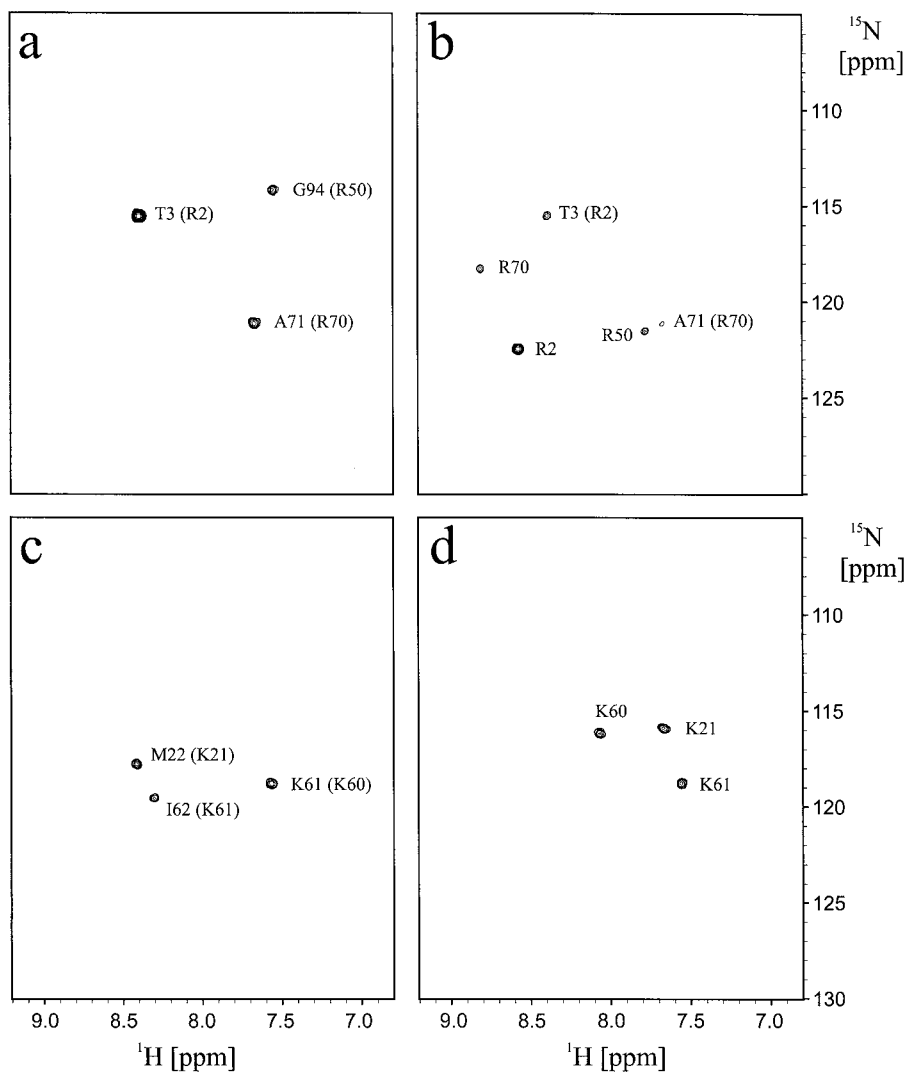 a
b
¹⁵N
[ppm]
110
G94 (R50)
T3 (R2)
T3 (R2)
115
R70
A71 (R70)
R50
A71 (R70)
120
R2
125
c
d
¹⁵N
[ppm]
110
K60
115
M22 (K21)
K21
K61 (K60)
K61
I62 (K61)
120
125
130
9.0 8.5 8.0 7.5 7.0
9.0 8.5 8.0 7.5 7.0
¹H [ppm]
¹H [ppm]